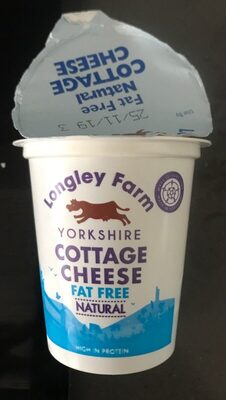 Fat Free
Natural
COTTAGE
CHEESE
25/11/19 3
Longley Farm
YORKSHIRE
COTTAGE
CHEESE
FAT FREE
NATURAL
HIGH IN PROTEIN